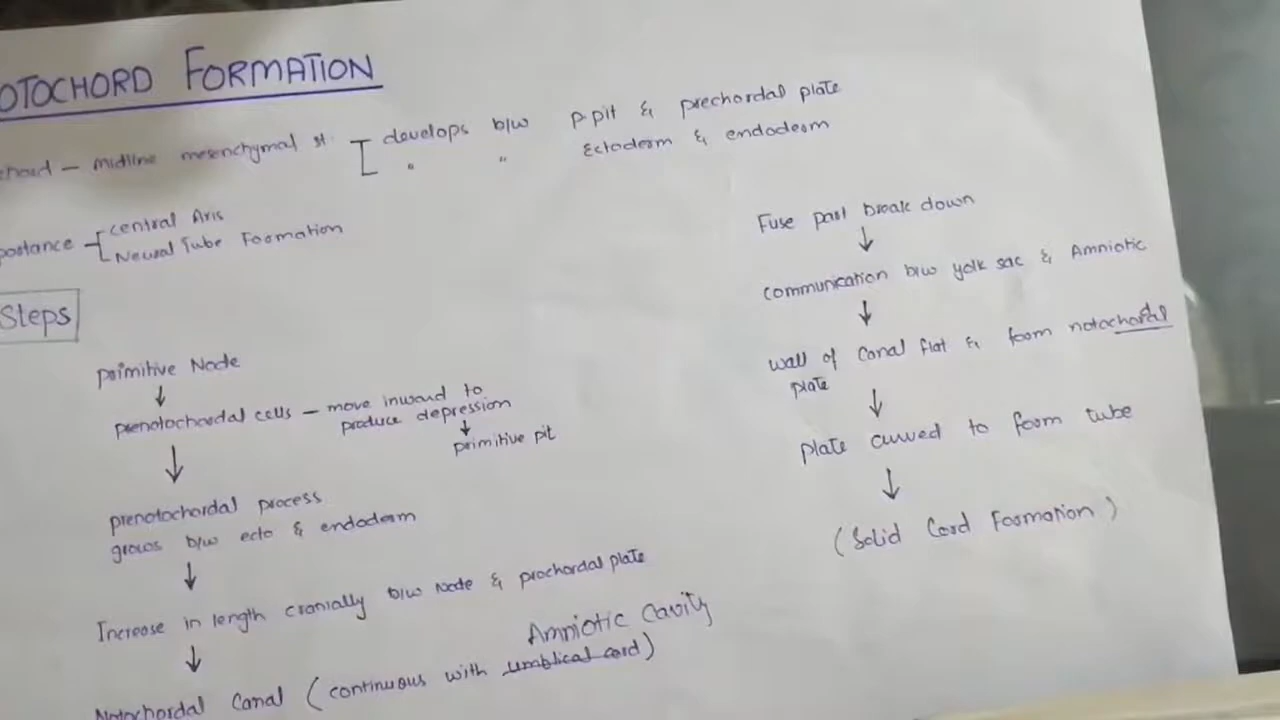 OTOCHORD FORMATION
chord – midline mesenchymal st. develops b/w p.pit & prechordal plate
" " Ectoderm & endoderm
portance central Axis
Neural Tube Formation
Steps
primitive Node
prenotochordal cells – move inward to
produce depression
primitive pit
prenotochordal process
grows b/w ecto & endoderm
Increase in length cranially b/w Node & prochordal plate
Amniotic Cavity
Notochordal Canal (continuous with umblical cord)
Fuse part break down
communication b/w yolk sac & Amniotic
wall of canal flat & form notochordal
plate
plate curved to form tube
(Solid Cord Formation)